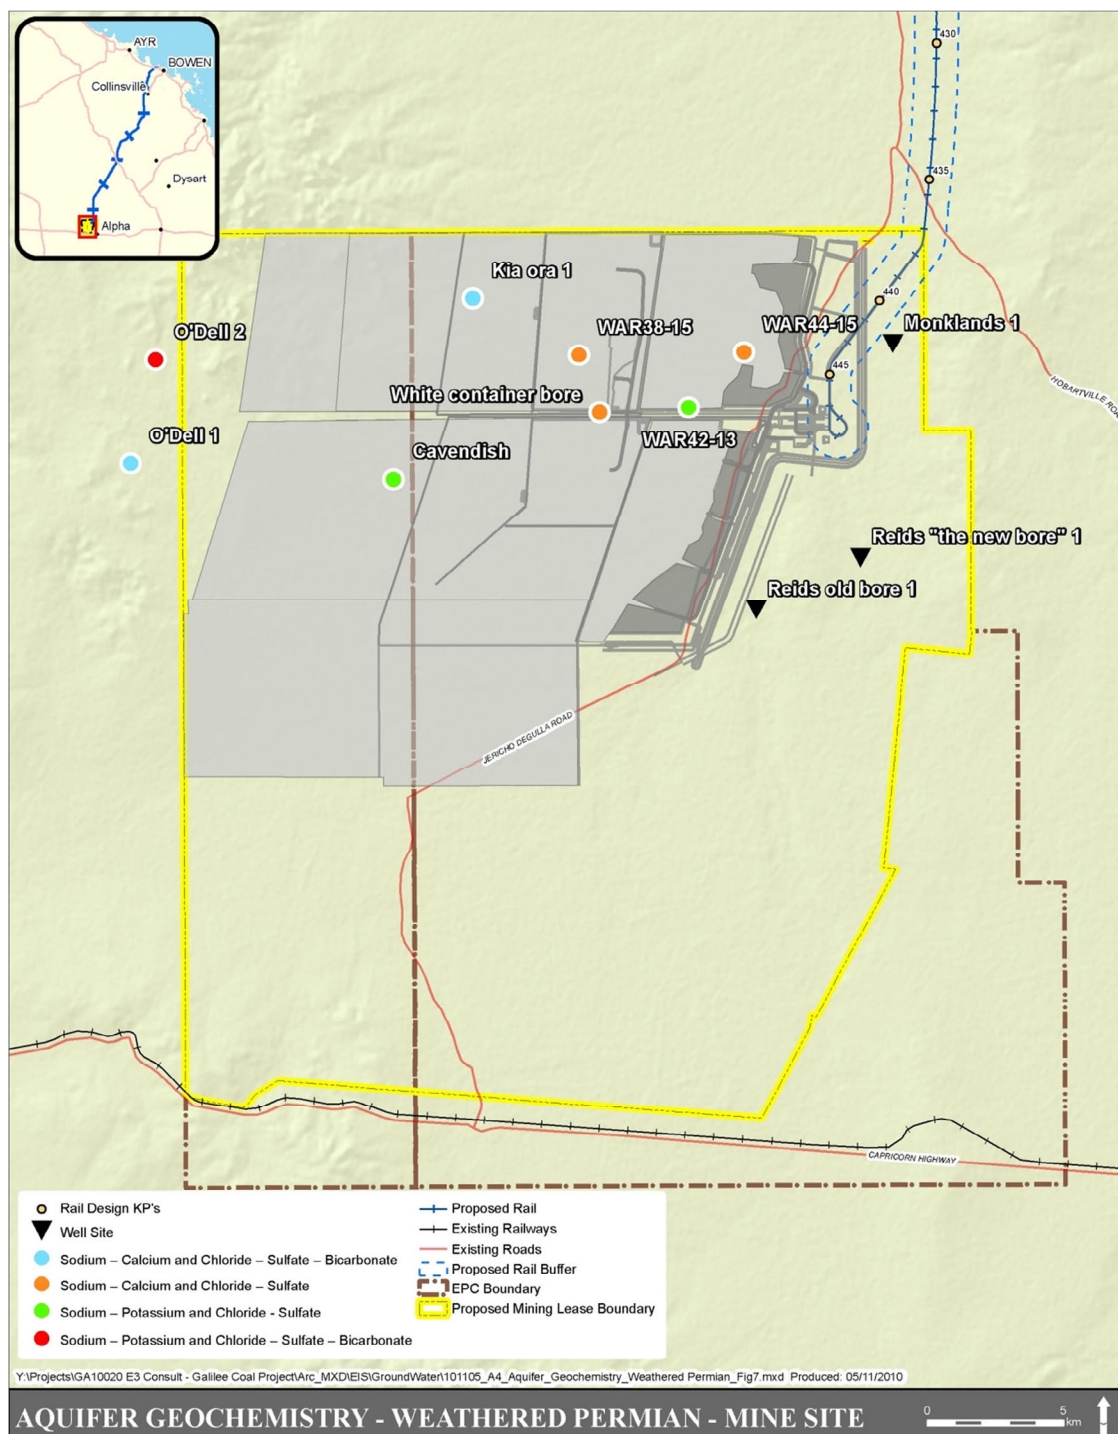 AYR
BOWEN
Collinsville
Dysart
Alpha
430
435
440
445
Kia ora 1
O'Dell 2
WAR38-15
WAR44-15
Monklands 1
HOBARTVILLE ROAD
White container bore
O'Dell 1
WAR42-13
Cavendish
Reids "the new bore" 1
Reids old bore 1
JERICHO DEGULLA ROAD
CAPRICORN HIGHWAY
Rail Design KP's
Well Site
Sodium – Calcium and Chloride – Sulfate – Bicarbonate
Sodium – Calcium and Chloride – Sulfate
Sodium – Potassium and Chloride - Sulfate
Sodium – Potassium and Chloride – Sulfate – Bicarbonate
Proposed Rail
Existing Railways
Existing Roads
Proposed Rail Buffer
EPC Boundary
Proposed Mining Lease Boundary
Y:\Projects\GA10020 E3 Consult - Galilee Coal Project\Arc_MXD\EIS\GroundWater\101105_A4_Aquifer_Geochemistry_Weathered Permian_Fig7.mxd Produced: 05/11/2010
AQUIFER GEOCHEMISTRY - WEATHERED PERMIAN - MINE SITE
0 5
km